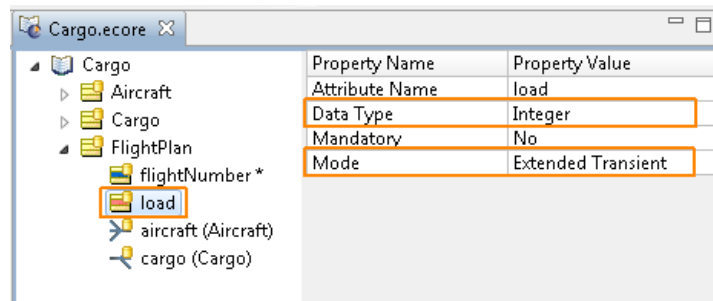 Cargo.ecore
Cargo
Aircraft
Cargo
FlightPlan
flightNumber *
load
aircraft (Aircraft)
cargo (Cargo)
Property Name Property Value
Attribute Name load
Data Type Integer
Mandatory No
Mode Extended Transient